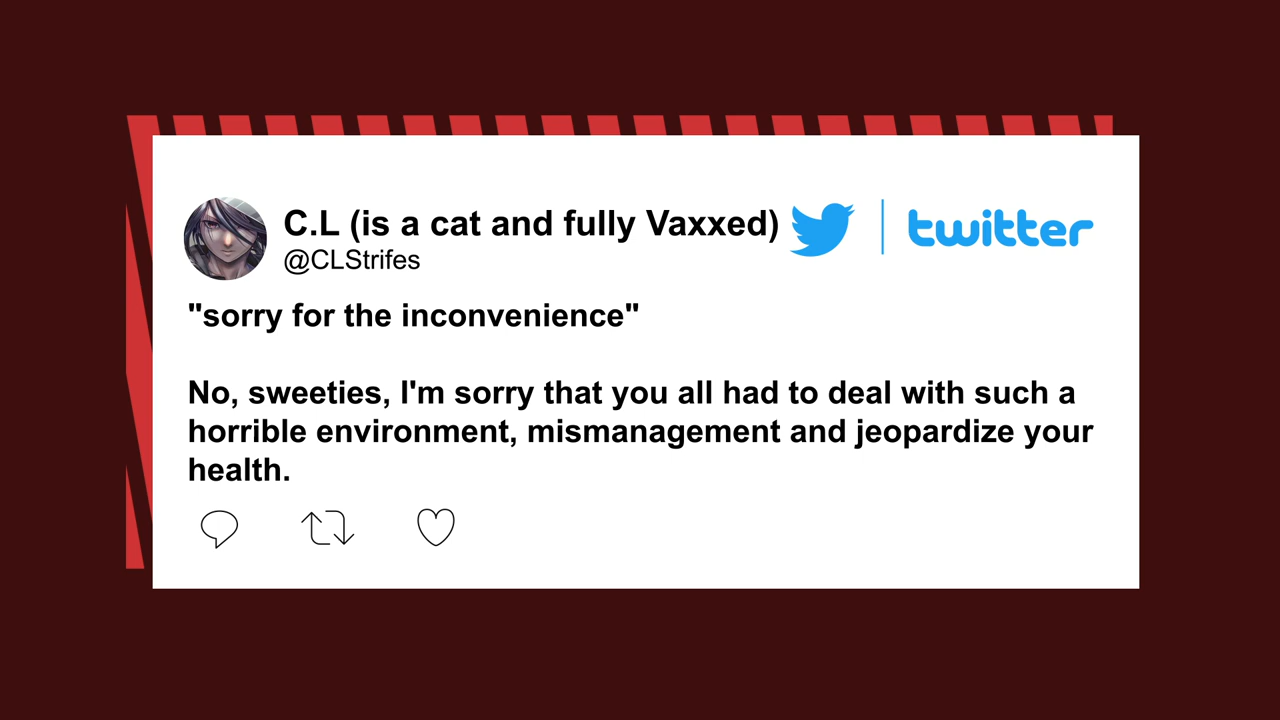 C.L (is a cat and fully Vaxxed)
twitter
@CLStrifes
"sorry for the inconvenience"
No, sweeties, I'm sorry that you all had to deal with such a
horrible environment, mismanagement and jeopardize your
health.